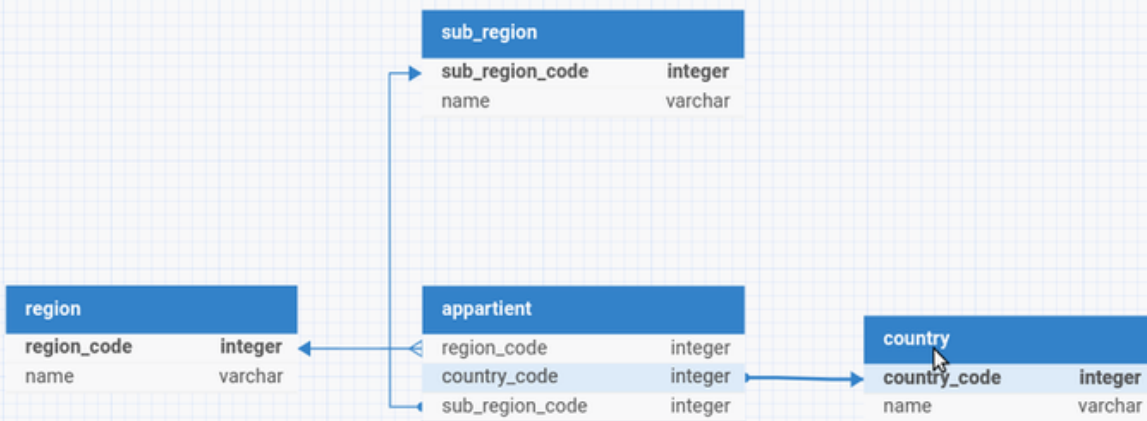 sub_region
sub_region_code integer
name varchar
region
region_code integer
name varchar
appartient
region_code integer
country_code integer
sub_region_code integer
country
country_code integer
name varchar